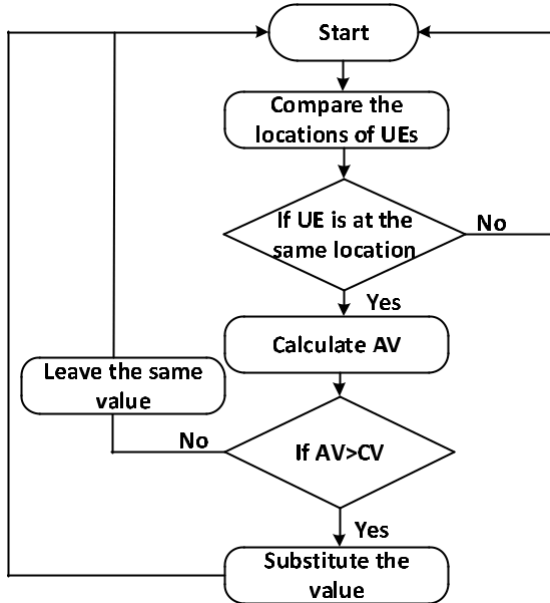 Start
Compare the
locations of UEs
If UE is at the
same location
No
Yes
Calculate AV
Leave the same
value
No
If AV>CV
Yes
Substitute the
value